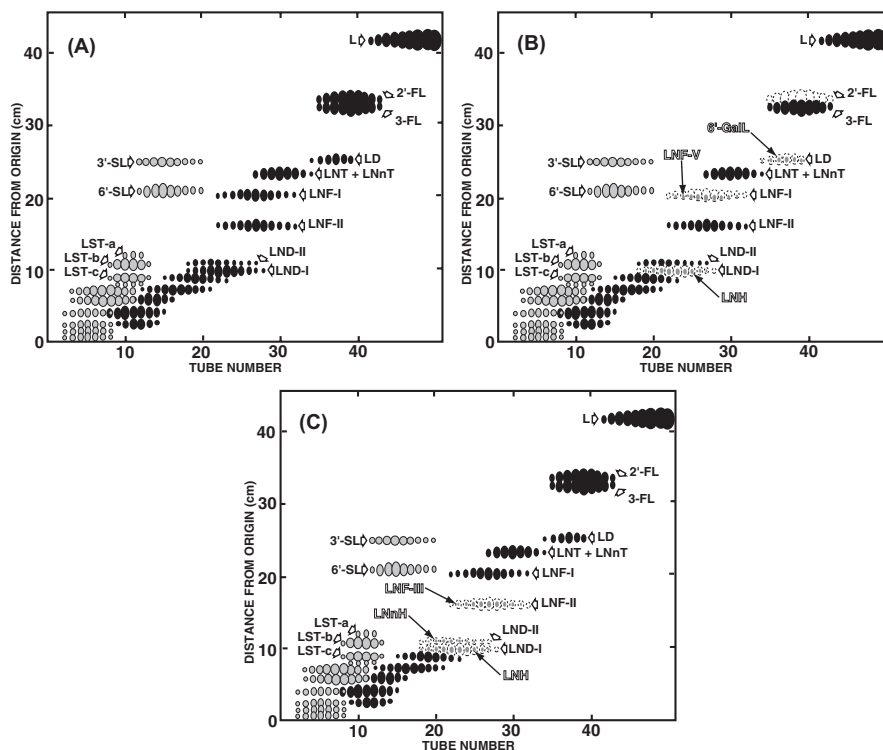 (A)
DISTANCE FROM ORIGIN (cm)
40
30
20
10
0
L
2'-FL
3-FL
3'-SL
LD
LNT + LNnT
6'-SL
LNF-I
LNF-II
LST-a
LST-b
LST-c
LND-II
LND-I
10 20 30 40
TUBE NUMBER
(B)
DISTANCE FROM ORIGIN (cm)
40
30
20
10
0
L
2'-FL
3-FL
6'-GalL
LNF-V
3'-SL
LD
LNT + LNnT
6'-SL
LNF-I
LNF-II
LST-a
LST-b
LST-c
LND-II
LND-I
LNH
10 20 30 40
TUBE NUMBER
(C)
DISTANCE FROM ORIGIN (cm)
40
30
20
10
0
L
2'-FL
3-FL
3'-SL
LD
LNT + LNnT
6'-SL
LNF-I
LNF-III
LNF-II
LNnH
LST-a
LST-b
LST-c
LND-II
LND-I
LNH
10 20 30 40
TUBE NUMBER